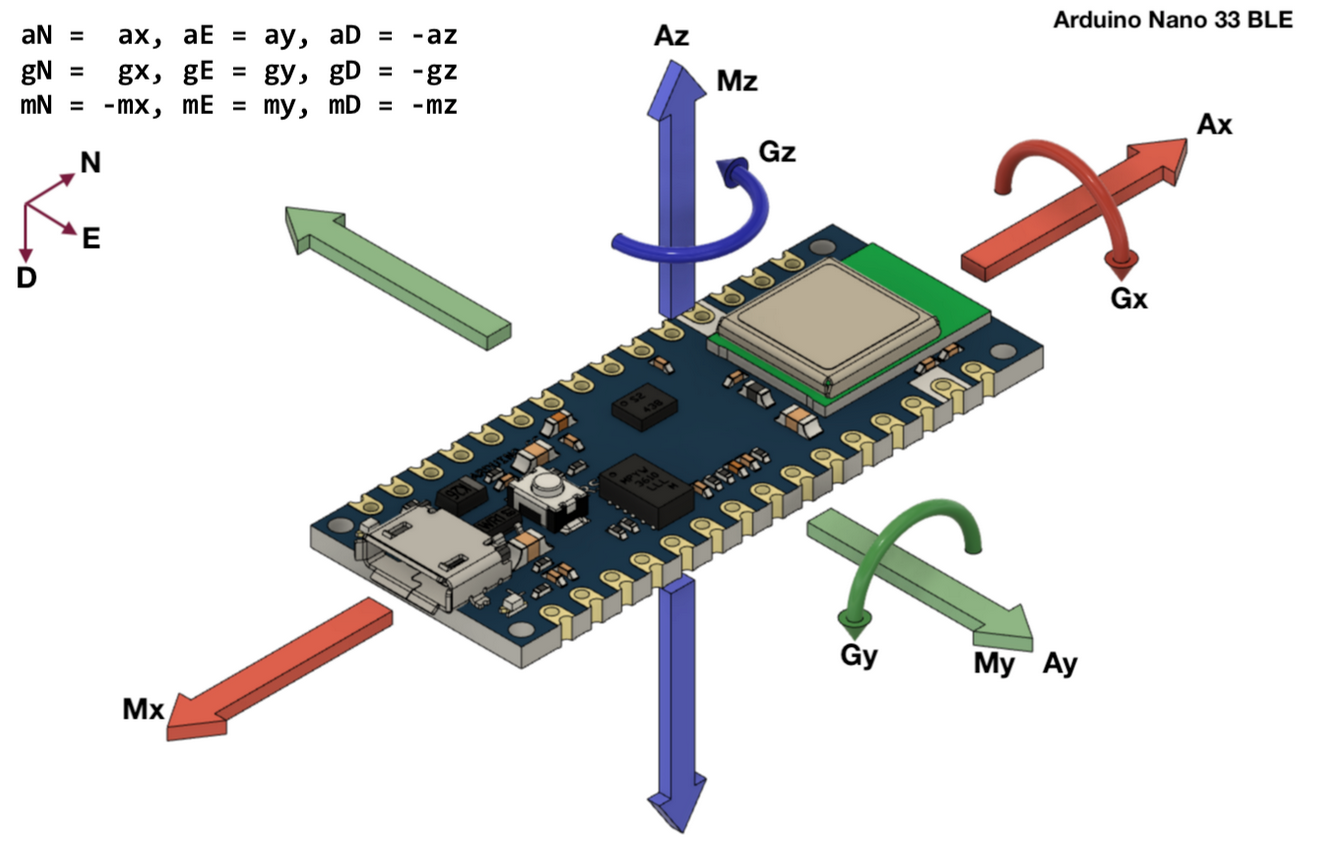 Arduino Nano 33 BLE
aN =  ax, aE = ay, aD = -az
gN =  gx, gE = gy, gD = -gz
mN = -mx, mE = my, mD = -mz
N
E
D
Az
Mz
Gz
Ax
Gx
Gy
My Ay
Mx